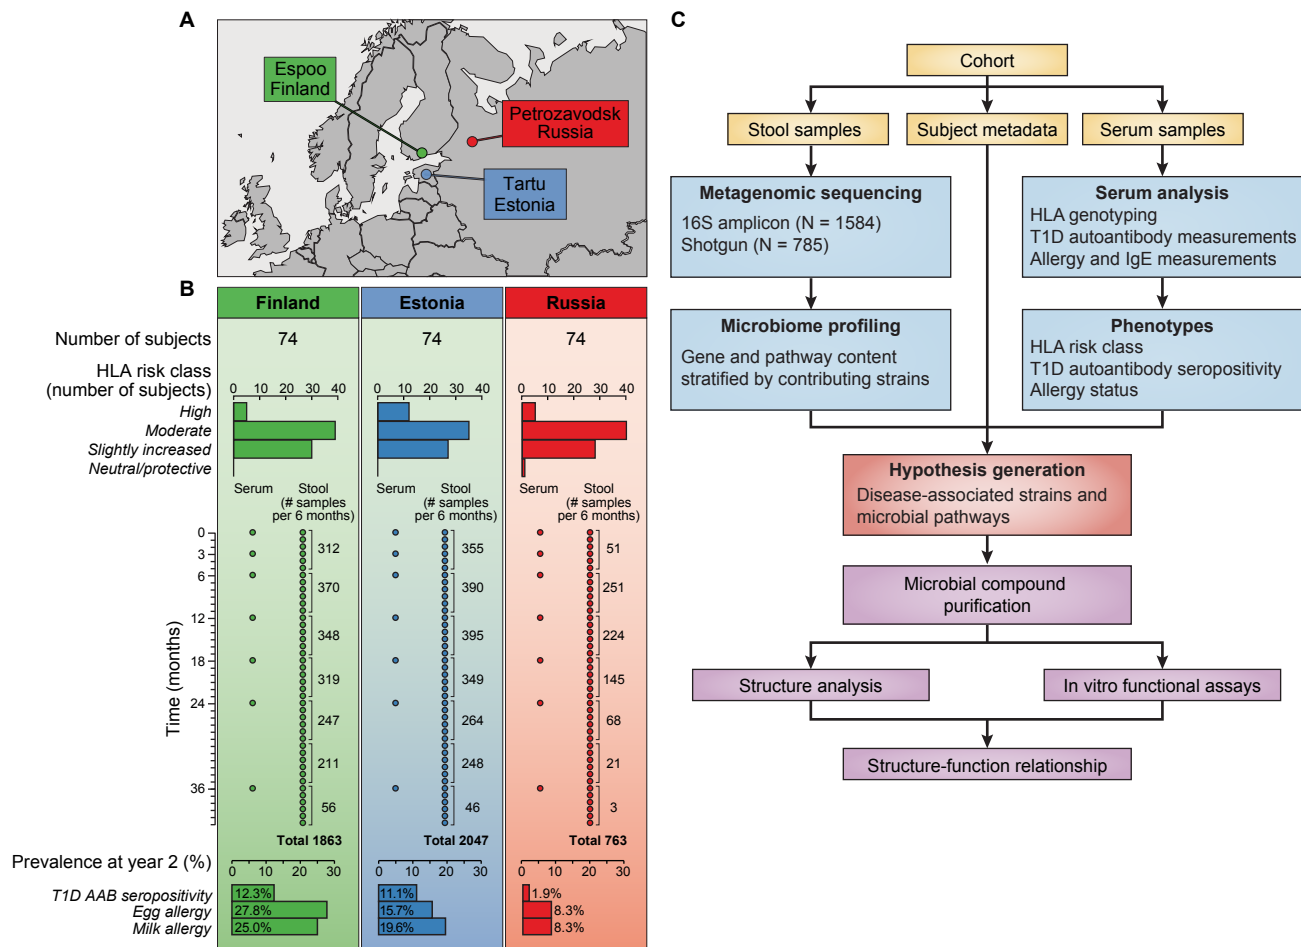 A
Espoo
Finland
Petrozavodsk
Russia
Tartu
Estonia
B
Finland
Estonia
Russia
Number of subjects
74
74
74
HLA risk class
(number of subjects)
0 10 20 30 40
0 10 20 30 40
0 10 20 30 40
High
Moderate
Slightly increased
Neutral/protective
Serum
Stool
(# samples
per 6 months)
Serum
Stool
(# samples
per 6 months)
Serum
Stool
(# samples
per 6 months)
Time (months)
0
3
6
12
18
24
36
312
370
348
319
247
211
56
Total 1863
355
390
395
349
264
248
46
Total 2047
51
251
224
145
68
21
3
Total 763
Prevalence at year 2 (%)
0 10 20 30
0 10 20 30
0 10 20 30
T1D AAB seropositivity
Egg allergy
Milk allergy
12.3%
27.8%
25.0%
11.1%
15.7%
19.6%
1.9%
8.3%
8.3%
C
Cohort
Stool samples
Subject metadata
Serum samples
Metagenomic sequencing
16S amplicon (N = 1584)
Shotgun (N = 785)
Serum analysis
HLA genotyping
T1D autoantibody measurements
Allergy and IgE measurements
Microbiome profiling
Gene and pathway content
stratified by contributing strains
Phenotypes
HLA risk class
T1D autoantibody seropositivity
Allergy status
Hypothesis generation
Disease-associated strains and
microbial pathways
Microbial compound
purification
Structure analysis
In vitro functional assays
Structure-function relationship